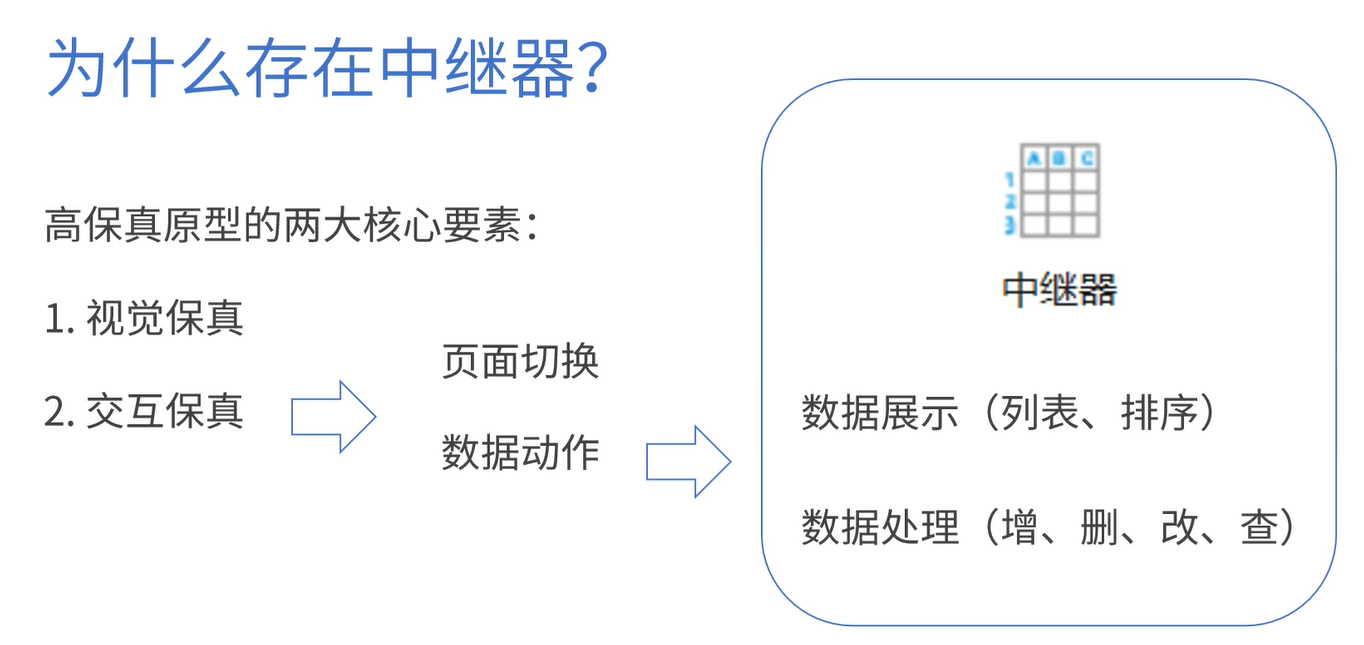 为什么存在中继器？
高保真原型的两大核心要素：
1. 视觉保真
2. 交互保真
页面切换
数据动作
A B C
1
2
3
中继器
数据展示（列表、排序）
数据处理（增、删、改、查）